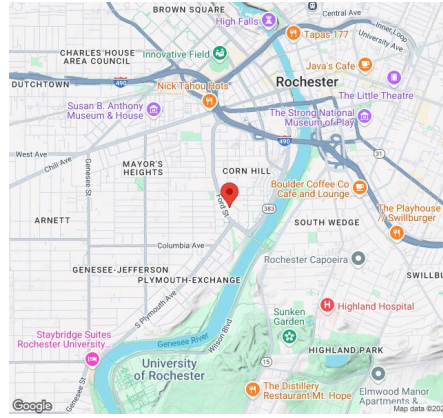 BROWN SQUARE
Central Ave
High Falls
Inner Loop
Tapas 177
University Ave
CHARLES HOUSE
AREA COUNCIL
Innovative Field
Java's Cafe
Rochester
DUTCHTOWN
490
Nick Tahou Hots
The Little Theatre
Susan B. Anthony
Museum & House
The Strong National
Museum of Play
490
West Ave
Chili Ave
Genesee St
MAYOR'S
HEIGHTS
CORN HILL
31
Boulder Coffee Co
Cafe and Lounge
Ford St
383
ARNETT
SOUTH WEDGE
The Playhouse
// Swillburger
Columbia Ave
Rochester Capoeira
GENESEE-JEFFERSON
SWILLBU
PLYMOUTH-EXCHANGE
S Plymouth Ave
Highland Hospital
Genesee River
Wilson Blvd
Sunken
Garden
Staybridge Suites
Rochester University...
HIGHLAND PARK
15
University
of Rochester
Genesee St
Elmwood Manor
Apartments &...
The Distillery
Restaurant Mt. Hope
Google
Map data ©202